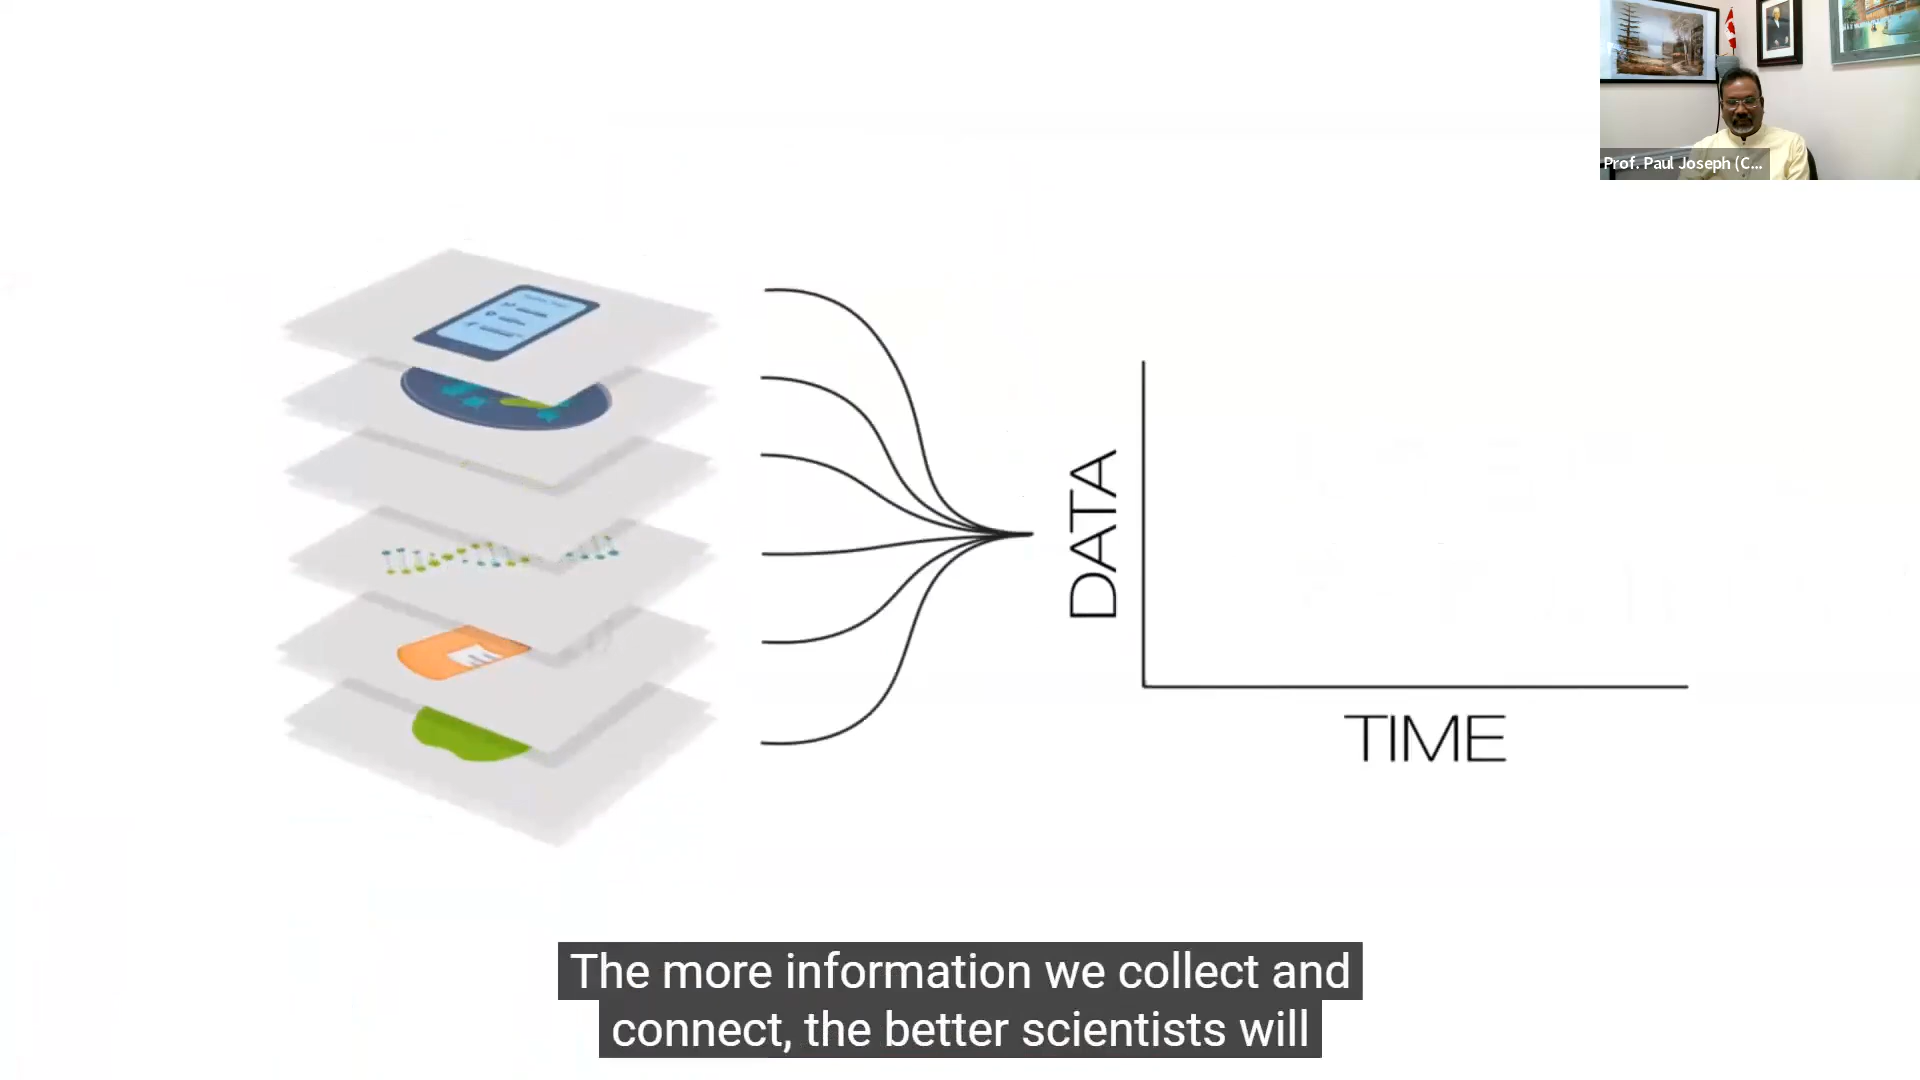 Prof. Paul Joseph (C...
DATA
TIME
The more information we collect and
connect, the better scientists will